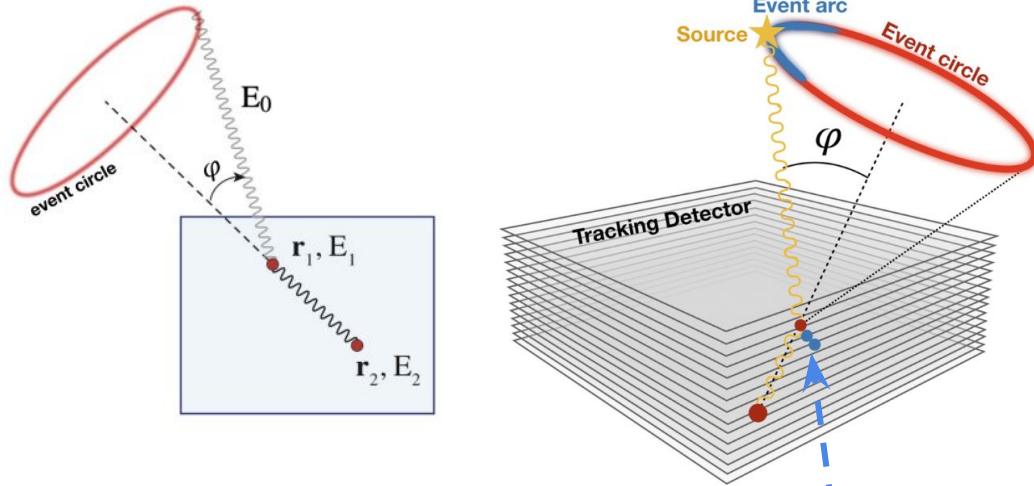 E0
φ
event circle
r1, E1
r2, E2
Event arc
Source
Event circle
φ
Tracking Detector